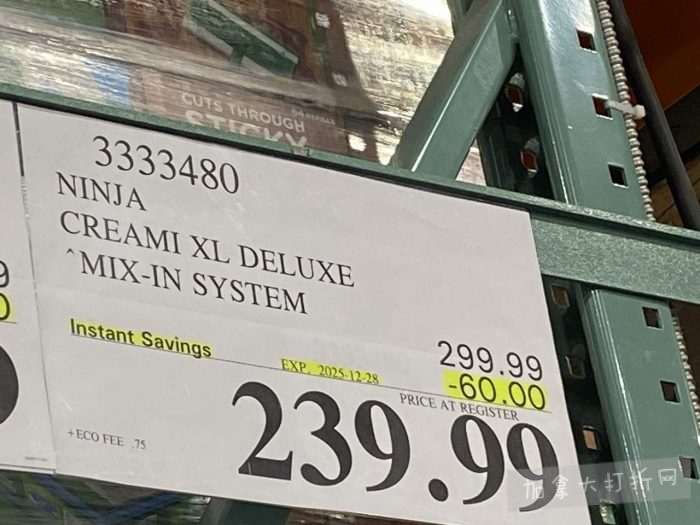 CUTS THROUGH
STICKY
3333480
NINJA
CREAMI XL DELUXE
^MIX-IN SYSTEM
Instant Savings
EXP. 2025-12-28
299.99
-60.00
PRICE AT REGISTER
239.99
+ECO FEE .75
加拿大打折网